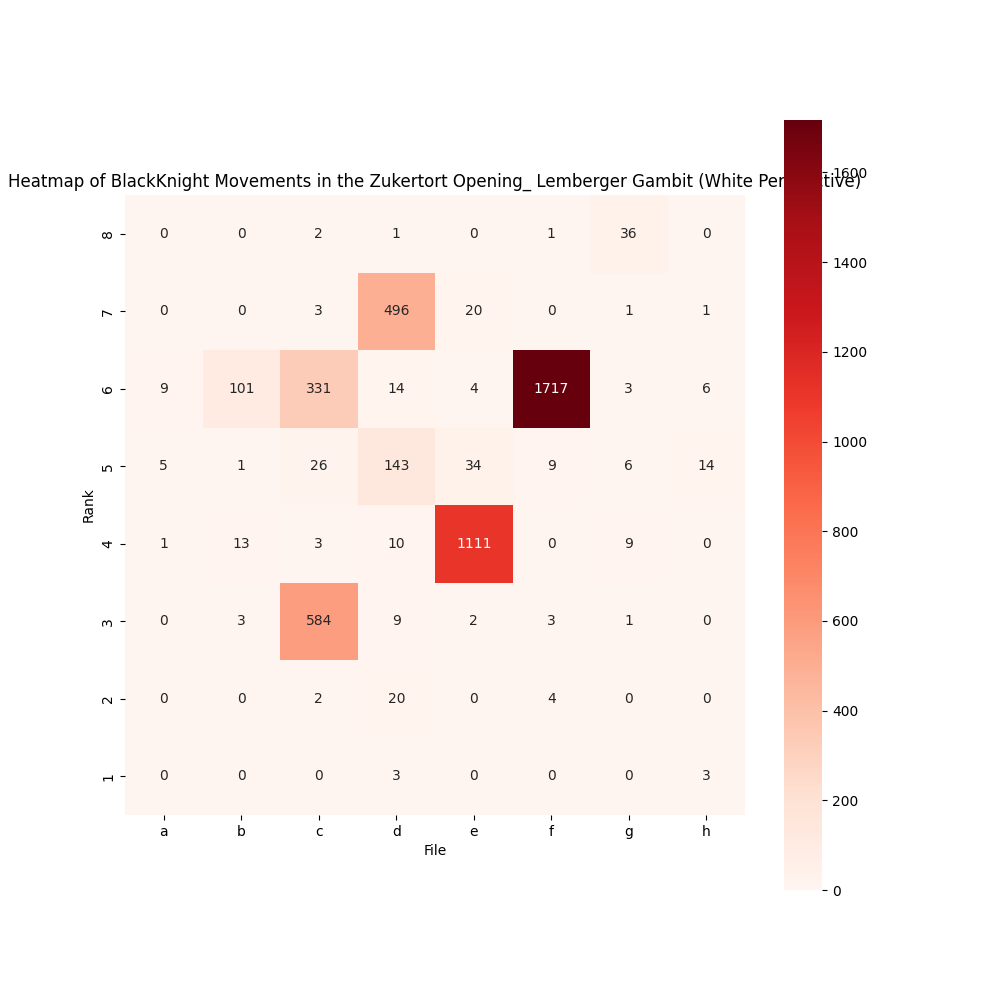 Heatmap of BlackKnight Movements in the Zukertort Opening_ Lemberger Gambit (White Per tive)
1600
1400
1200
1000
800
600
400
200
0
Rank
8 0 0 2 1 0 1 36 0
7 0 0 3 496 20 0 1 1
6 9 101 331 14 4 1717 3 6
5 5 1 26 143 34 9 6 14
4 1 13 3 10 1111 0 9 0
3 0 3 584 9 2 3 1 0
2 0 0 2 20 0 4 0 0
1 0 0 0 3 0 0 0 3
a b c d e f g h
File